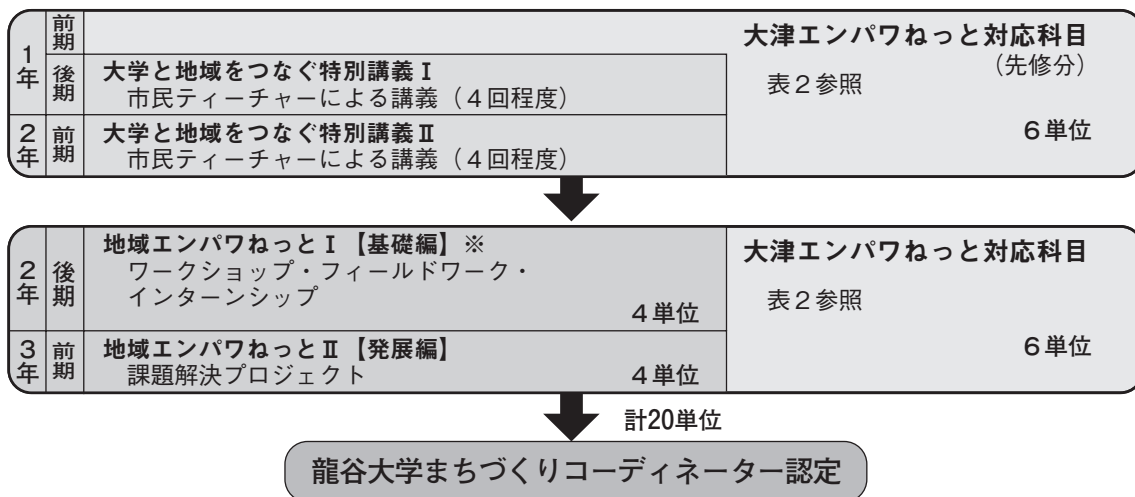 1年
前期
後期
大学と地域をつなぐ特別講義Ⅰ
市民ティーチャーによる講義（４回程度）
2年
前期
大学と地域をつなぐ特別講義Ⅱ
市民ティーチャーによる講義（４回程度）
大津エンパワねっと対応科目
（先修分）
表２参照
６単位
2年
後期
地域エンパワねっとⅠ【基礎編】※
ワークショップ・フィールドワーク・
インターンシップ
４単位
3年
前期
地域エンパワねっとⅡ【発展編】
課題解決プロジェクト
４単位
大津エンパワねっと対応科目
表２参照
６単位
計20単位
龍谷大学まちづくりコーディネーター認定